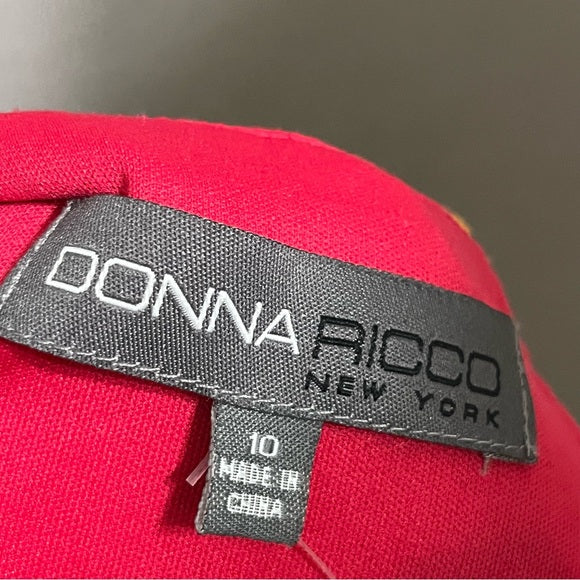 DONNA RICCO
NEW YORK
10
MADE IN
CHINA